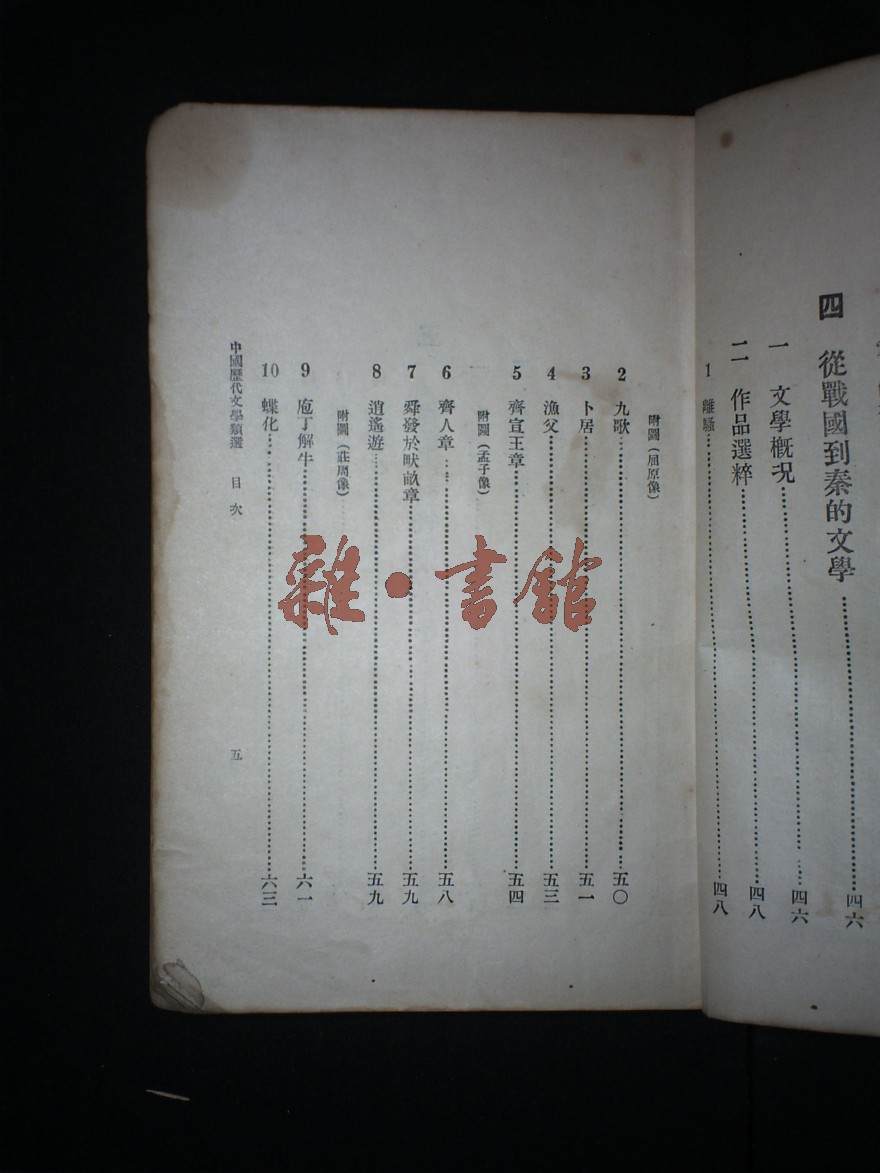 四 從戰國到秦的文學……四六
一 文學概况……四六
二 作品選粹……四八
1 離騷……四八
附圖（屈原像）
2 九歌……五〇
3 卜居……五一
4 漁父……五三
5 齊宣王章……五四
附圖（孟子像）
6 齊人章……五八
7 舜發於畎畝章……五九
8 逍遙遊……五九
附圖（莊周像）
9 庖丁解牛……六一
10 蝶化……六三
中國歷代文學類選 目次 五
雜·書館